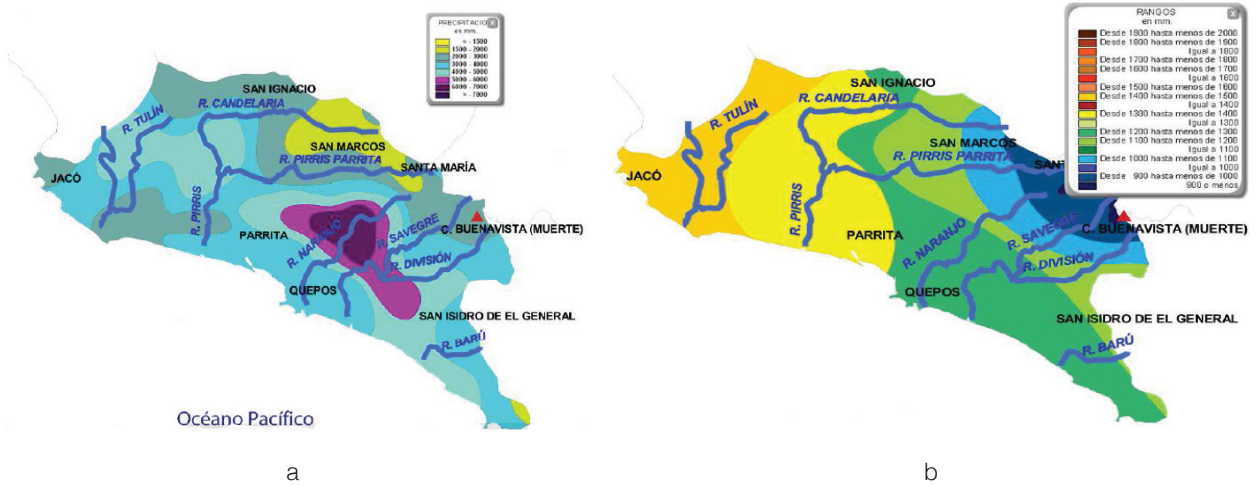 PRECIPITACIO
en mm.
< - 1500
1500 - 2000
2000 - 3000
3000 - 4000
4000 - 5000
5000 - 6000
6000 - 7000
> - 7000
SAN IGNACIO
R. CANDELARIA
R. TULÍN
SAN MARCOS
R. PIRRIS PARRITA
SANTA MARÍA
JACÓ
R. PIRRIS
PARRITA
R. NARANJO
R. SAVEGRE
C. BUENAVISTA (MUERTE)
R. DIVISIÓN
QUEPOS
SAN ISIDRO DE EL GENERAL
R. BARÚ
Océano Pacífico
a
RANGOS
en mm.
Desde 1900 hasta menos de 2000
Desde 1800 hasta menos de 1900
Igual a 1800
Desde 1700 hasta menos de 1800
Desde 1600 hasta menos de 1700
Igual a 1600
Desde 1500 hasta menos de 1600
Desde 1400 hasta menos de 1500
Igual a 1400
Desde 1300 hasta menos de 1400
Igual a 1300
Desde 1200 hasta menos de 1300
Desde 1100 hasta menos de 1200
Igual a 1100
Desde 1000 hasta menos de 1100
Igual a 1000
Desde 900 hasta menos de 1000
900 o menos
SAN IGNACIO
R. CANDELARIA
R. TULÍN
SAN MARCOS
R. PIRRIS PARRITA
SANT
JACÓ
R. PIRRIS
PARRITA
R. NARANJO
R. SAVEGRE
C. BUENAVISTA (MUERTE)
R. DIVISIÓN
QUEPOS
SAN ISIDRO DE EL GENERAL
R. BARÚ
b